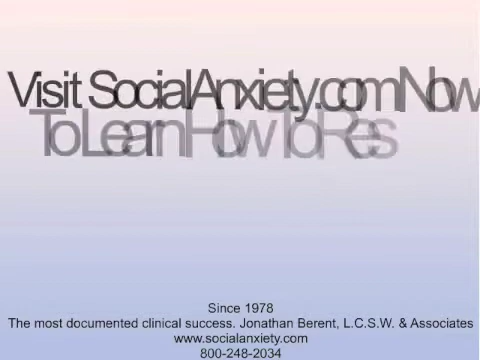 Visit SocialAnxiety.com Now
To Learn How To Res
Since 1978
The most documented clinical success. Jonathan Berent, L.C.S.W. & Associates
www.socialanxiety.com
800-248-2034